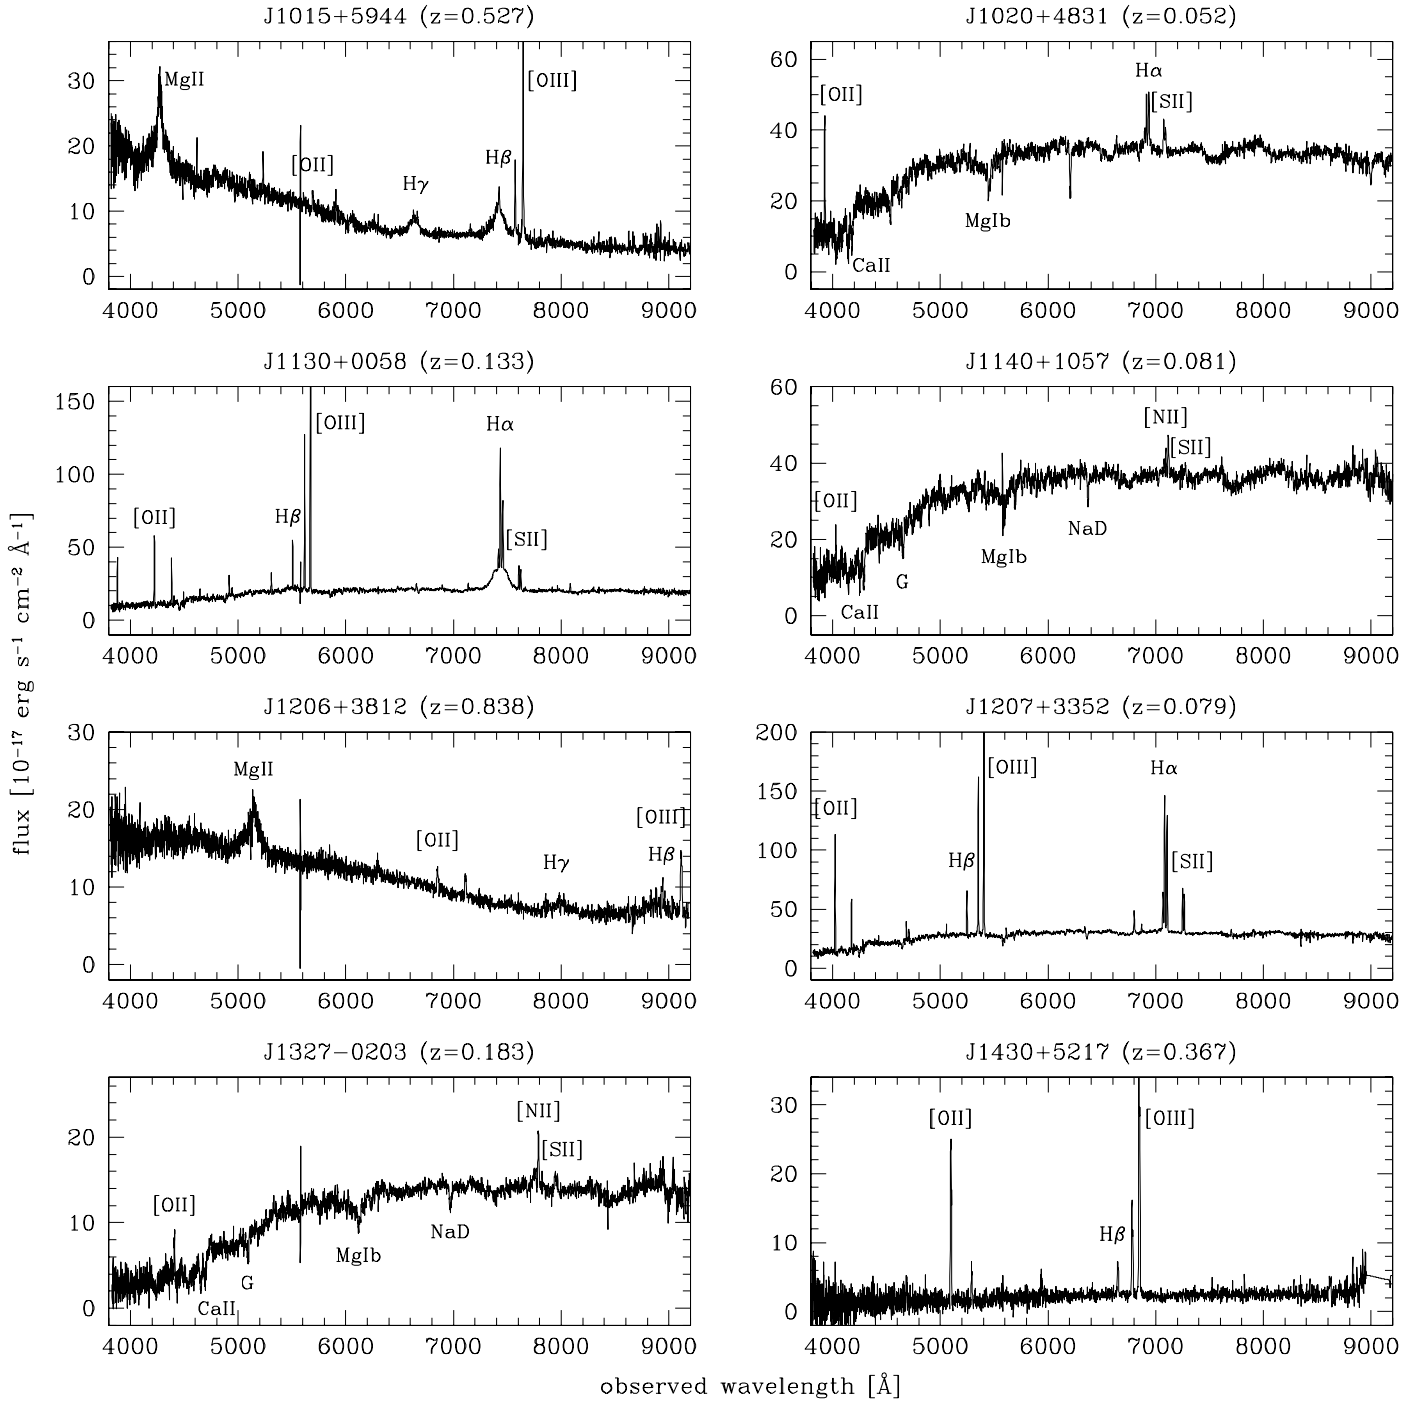 J1015+5944 (z=0.527)
30
20
10
0
MgII
[OII]
Hγ
Hβ
[OIII]
4000 5000 6000 7000 8000 9000
J1020+4831 (z=0.052)
60
40
20
0
[OII]
CaII
MgIb
Hα
[SII]
4000 5000 6000 7000 8000 9000
J1130+0058 (z=0.133)
150
100
50
0
[OII]
Hβ
[OIII]
Hα
[SII]
4000 5000 6000 7000 8000 9000
J1140+1057 (z=0.081)
60
40
20
0
[OII]
CaII
G
MgIb
NaD
[NII]
[SII]
4000 5000 6000 7000 8000 9000
J1206+3812 (z=0.838)
30
20
10
0
MgII
[OII]
Hγ
[OIII]
Hβ
4000 5000 6000 7000 8000 9000
J1207+3352 (z=0.079)
200
150
100
50
0
[OII]
Hβ
[OIII]
Hα
[SII]
4000 5000 6000 7000 8000 9000
J1327−0203 (z=0.183)
20
10
0
[OII]
CaII
G
MgIb
NaD
[NII]
[SII]
4000 5000 6000 7000 8000 9000
J1430+5217 (z=0.367)
30
20
10
0
[OII]
Hβ
[OIII]
4000 5000 6000 7000 8000 9000
flux [10⁻¹⁷ erg s⁻¹ cm⁻² Å⁻¹]
observed wavelength [Å]